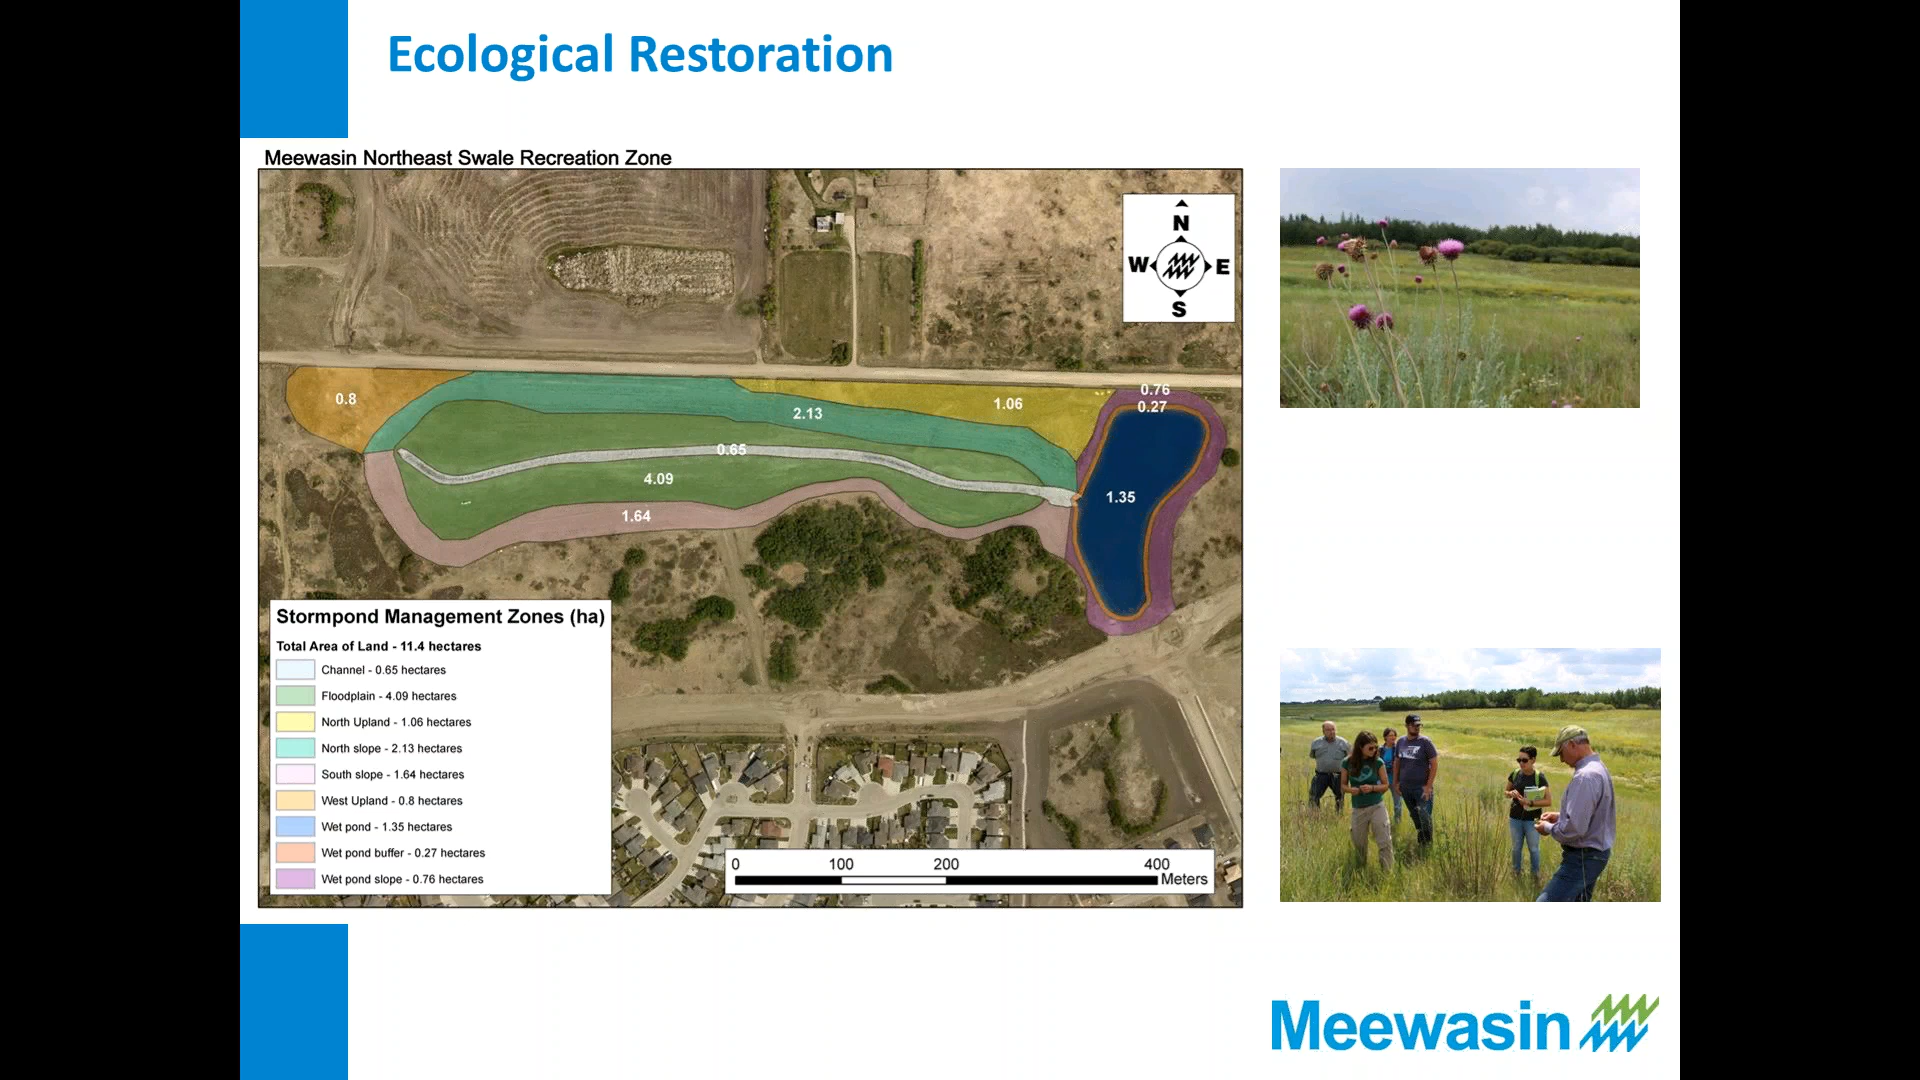 Ecological Restoration
Meewasin Northeast Swale Recreation Zone
N
W E
S
0.8
2.13
1.06
0.76
0.27
0.65
4.09
1.35
1.64
Stormpond Management Zones (ha)
Total Area of Land - 11.4 hectares
Channel - 0.65 hectares
Floodplain - 4.09 hectares
North Upland - 1.06 hectares
North slope - 2.13 hectares
South slope - 1.64 hectares
West Upland - 0.8 hectares
Wet pond - 1.35 hectares
Wet pond buffer - 0.27 hectares
Wet pond slope - 0.76 hectares
0 100 200 400
Meters
Meewasin